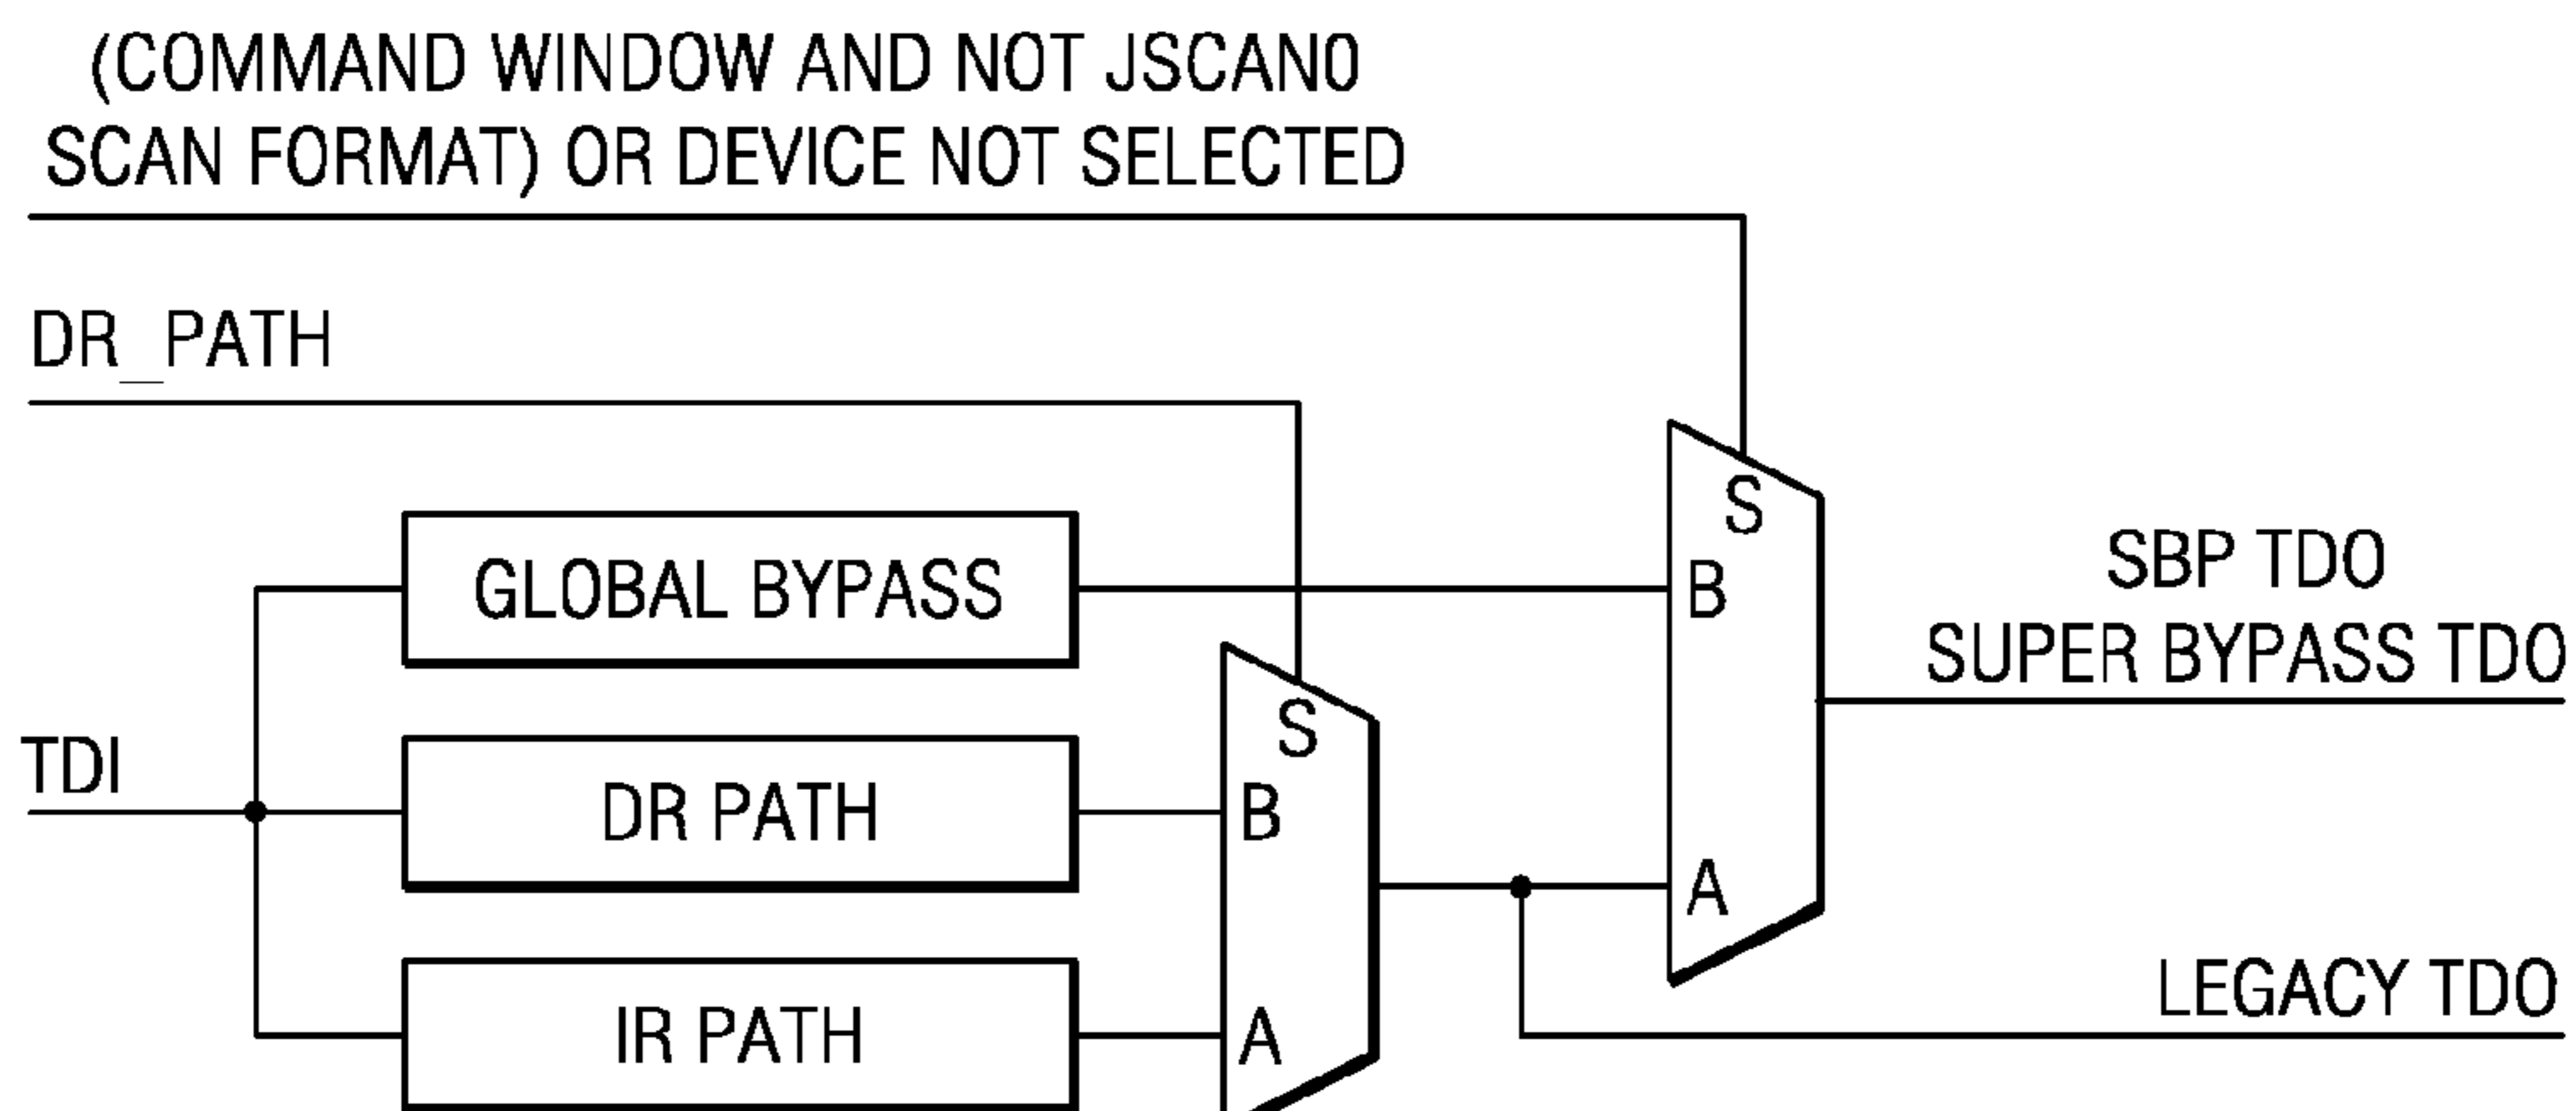 (COMMAND WINDOW AND NOT JSCAN0
SCAN FORMAT) OR DEVICE NOT SELECTED
DR_PATH
S
GLOBAL BYPASS
B
SBP TDO
SUPER BYPASS TDO
S
TDI
DR PATH
B
A
LEGACY TDO
IR PATH
A